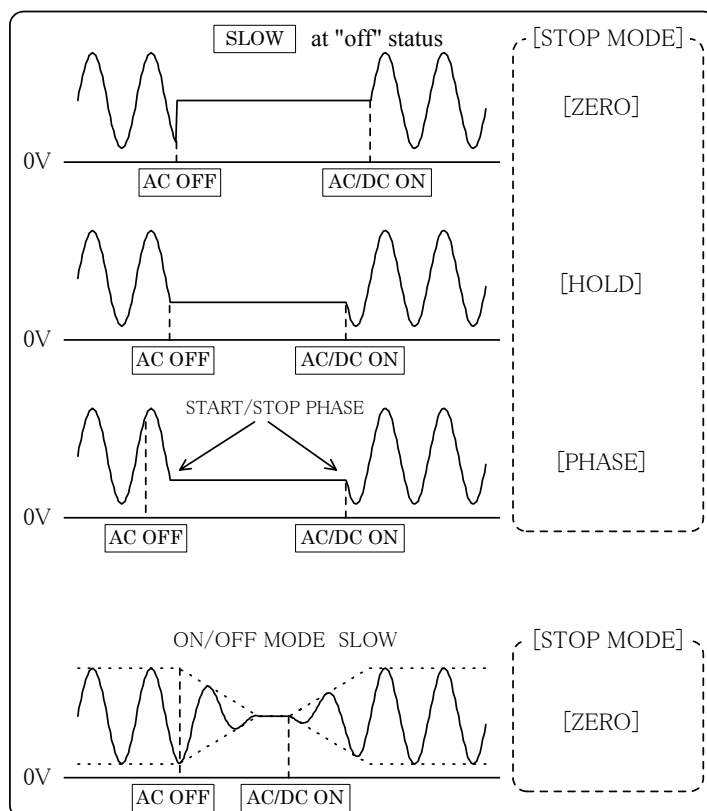 SLOW at "off" status
[STOP MODE]
[ZERO]
0V
AC OFF AC/DC ON
[HOLD]
0V
AC OFF AC/DC ON
START/STOP PHASE
[PHASE]
0V
AC OFF AC/DC ON
ON/OFF MODE SLOW
[STOP MODE]
[ZERO]
0V
AC OFF AC/DC ON